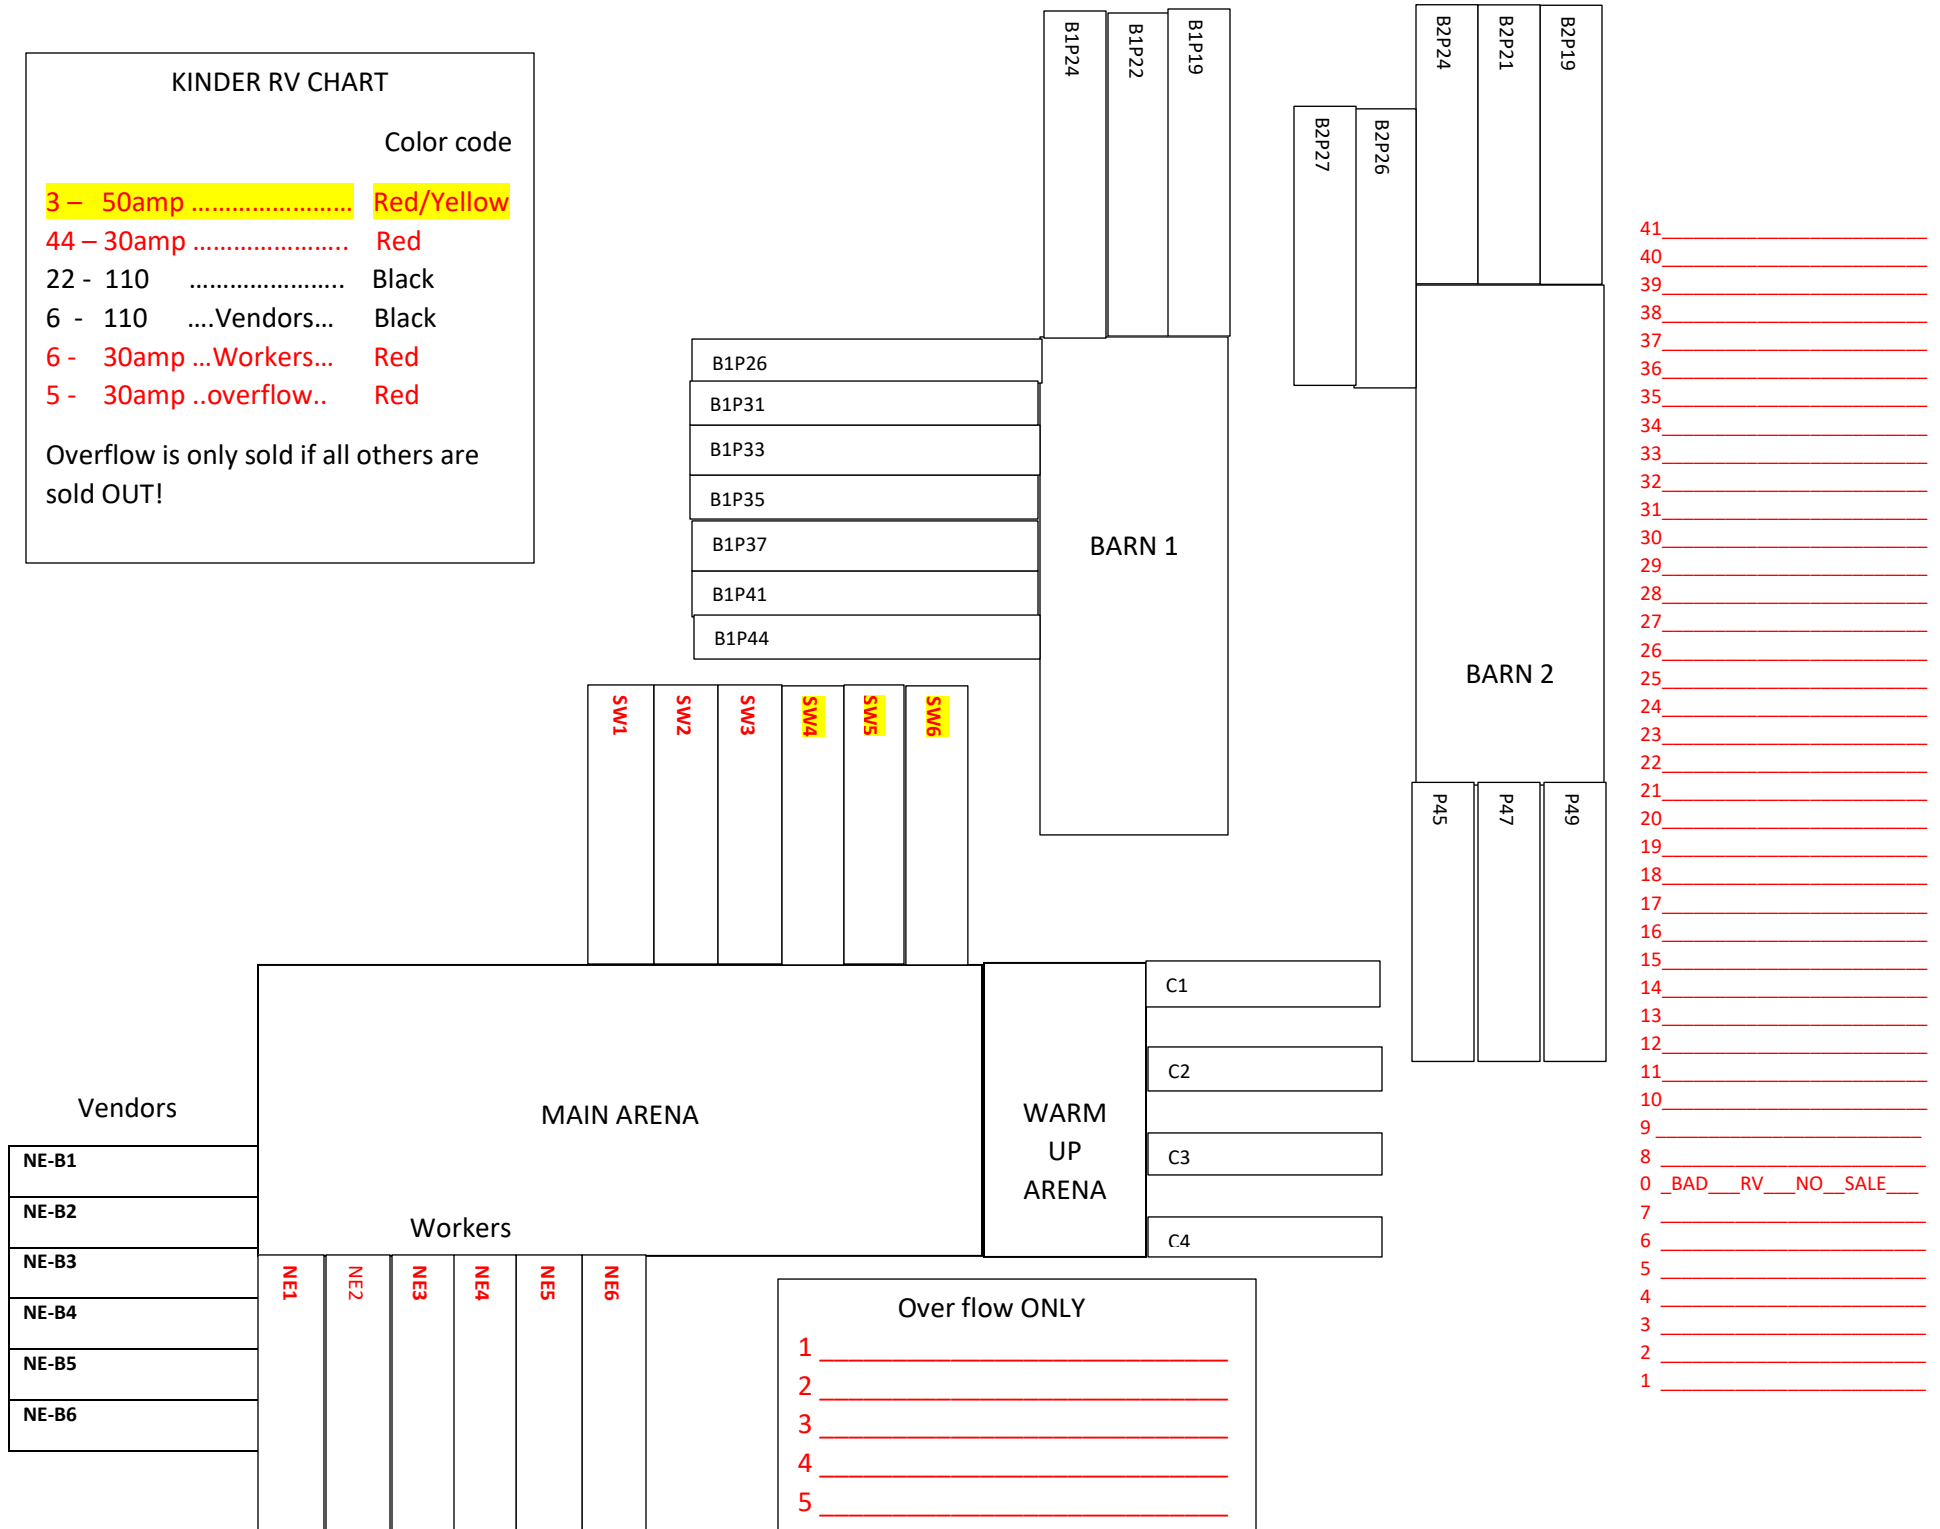 KINDER RV CHART
Color code
3 – 50amp ........................ Red/Yellow
44 – 30amp ....................... Red
22 - 110 ....................... Black
6 - 110 ....Vendors... Black
6 - 30amp ...Workers... Red
5 - 30amp ..overflow.. Red
Overflow is only sold if all others are
sold OUT!
B1P24
B1P22
B1P19
B2P24
B2P21
B2P19
B2P27
B2P26
B1P26
B1P31
B1P33
B1P35
B1P37
B1P41
B1P44
BARN 1
BARN 2
SW1
SW2
SW3
SW4
SW5
SW6
P45
P47
P49
MAIN ARENA
WARM
UP
ARENA
C1
C2
C3
C4
Vendors
NE-B1
NE-B2
NE-B3
NE-B4
NE-B5
NE-B6
Workers
NE1
NE2
NE3
NE4
NE5
NE6
Over flow ONLY
1
2
3
4
5
41
40
39
38
37
36
35
34
33
32
31
30
29
28
27
26
25
24
23
22
21
20
19
18
17
16
15
14
13
12
11
10
9
8
0 _BAD___RV___NO__SALE___
7
6
5
4
3
2
1